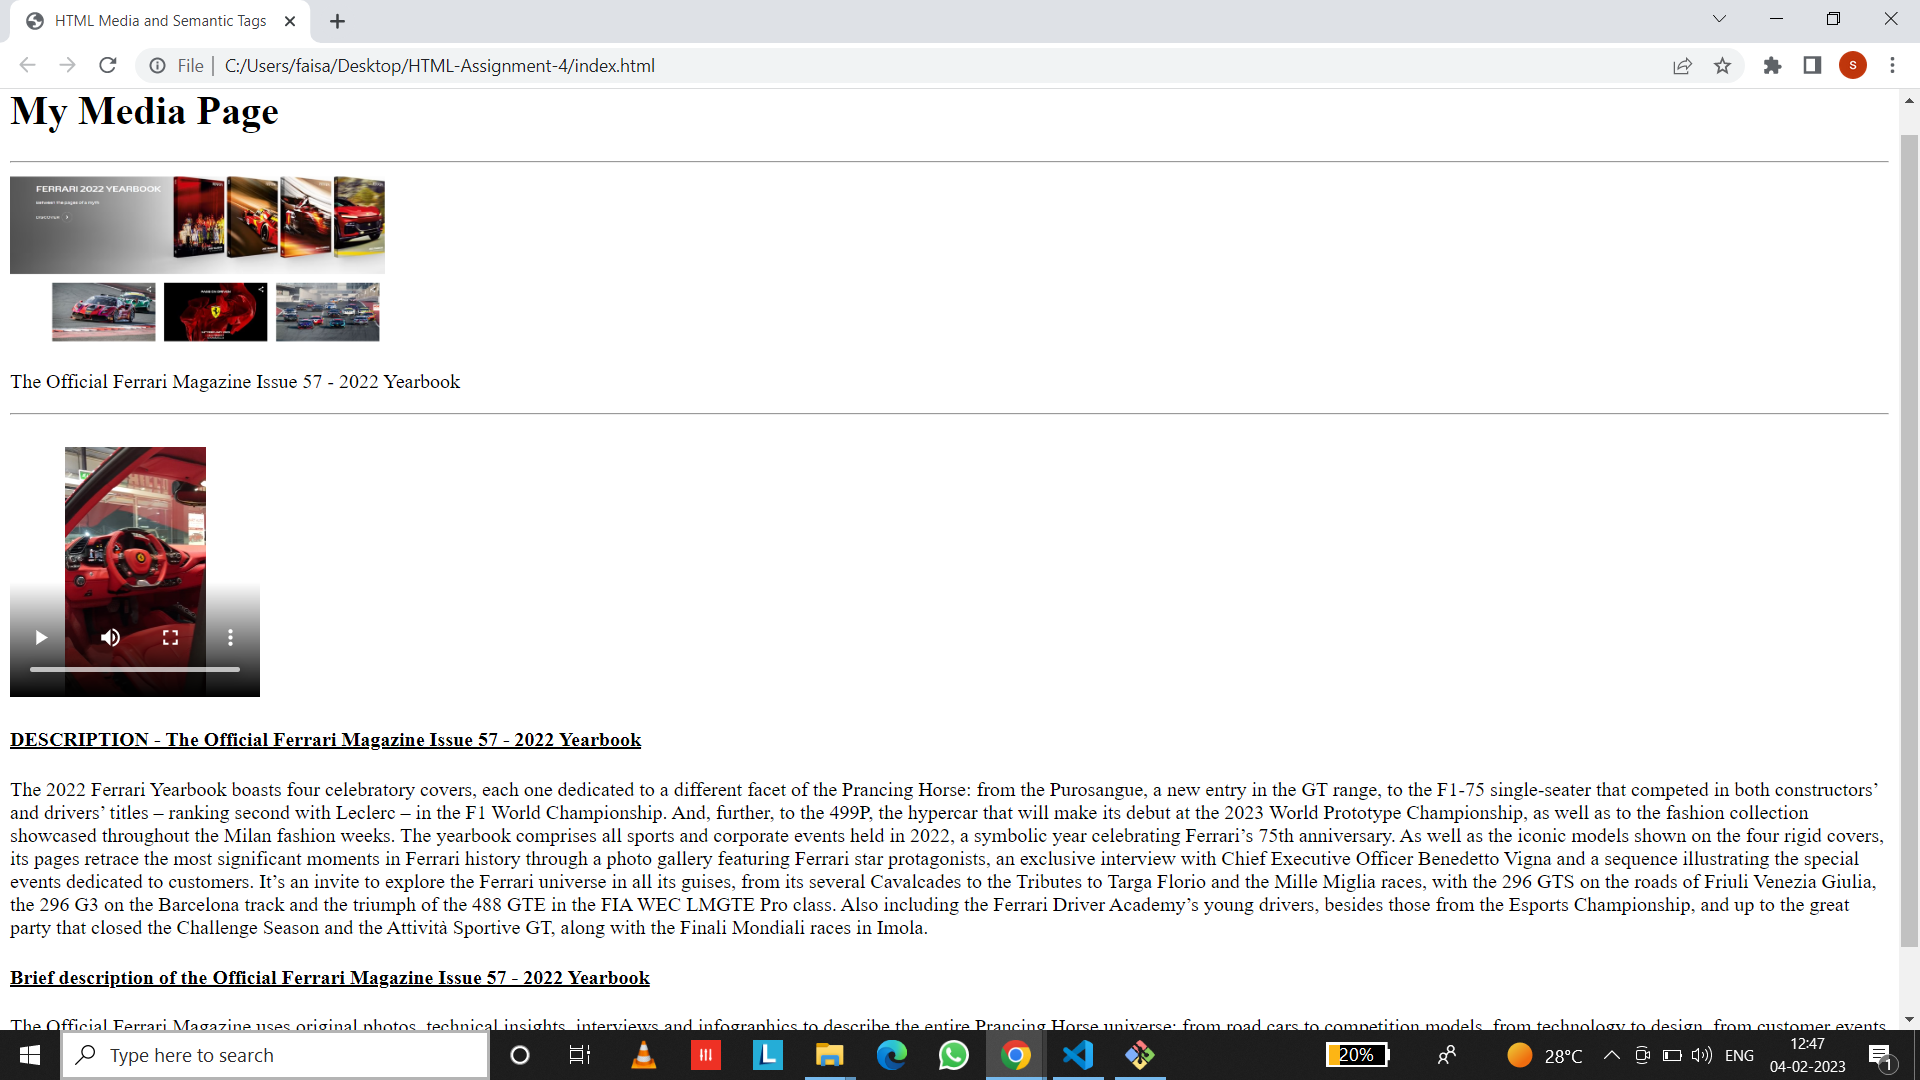 HTML Media and Semantic Tags
File
C:/Users/faisa/Desktop/HTML-Assignment-4/index.html
s
My Media Page
FERRARI 2022 YEARBOOK
Between the pages of a myth
DISCOVER
The Official Ferrari Magazine Issue 57 - 2022 Yearbook
DESCRIPTION - The Official Ferrari Magazine Issue 57 - 2022 Yearbook
The 2022 Ferrari Yearbook boasts four celebratory covers, each one dedicated to a different facet of the Prancing Horse: from the Purosangue, a new entry in the GT range, to the F1-75 single-seater that competed in both constructors’
and drivers’ titles – ranking second with Leclerc – in the F1 World Championship. And, further, to the 499P, the hypercar that will make its debut at the 2023 World Prototype Championship, as well as to the fashion collection
showcased throughout the Milan fashion weeks. The yearbook comprises all sports and corporate events held in 2022, a symbolic year celebrating Ferrari’s 75th anniversary. As well as the iconic models shown on the four rigid covers,
its pages retrace the most significant moments in Ferrari history through a photo gallery featuring Ferrari star protagonists, an exclusive interview with Chief Executive Officer Benedetto Vigna and a sequence illustrating the special
events dedicated to customers. It’s an invite to explore the Ferrari universe in all its guises, from its several Cavalcades to the Tributes to Targa Florio and the Mille Miglia races, with the 296 GTS on the roads of Friuli Venezia Giulia,
the 296 G3 on the Barcelona track and the triumph of the 488 GTE in the FIA WEC LMGTE Pro class. Also including the Ferrari Driver Academy’s young drivers, besides those from the Esports Championship, and up to the great
party that closed the Challenge Season and the Attività Sportive GT, along with the Finali Mondiali races in Imola.
Brief description of the Official Ferrari Magazine Issue 57 - 2022 Yearbook
The Official Ferrari Magazine uses original photos, technical insights, interviews and infographics to describe the entire Prancing Horse universe: from road cars to competition models, from technology to design, from customer events
Type here to search
L
20%
28°C
ENG
12:47
04-02-2023
1